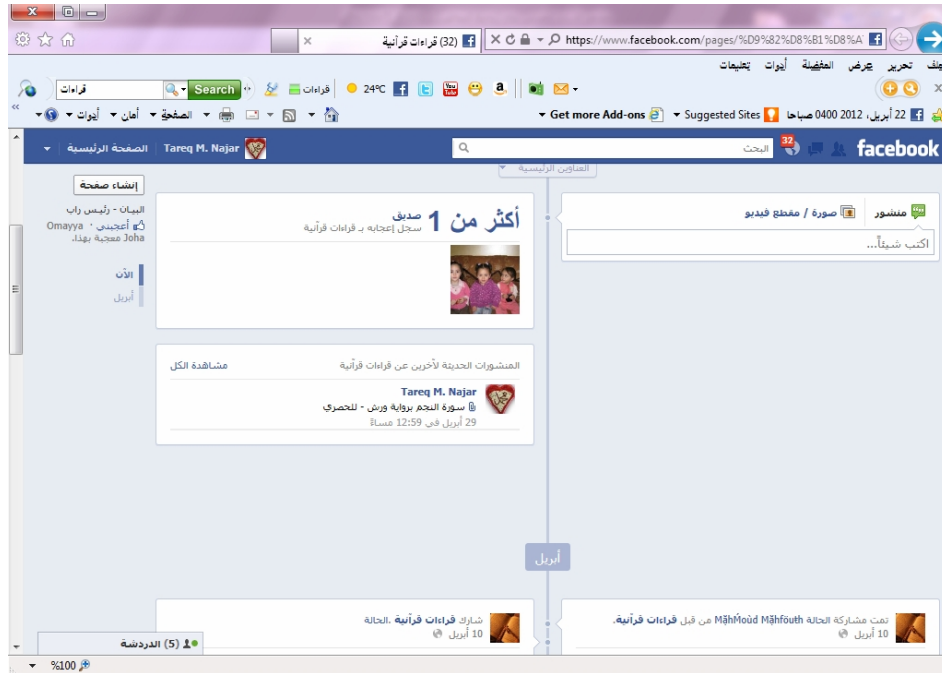 قراءات قرآنية (32)
https://www.facebook.com/pages/%D9%82%D8%B1%D8%A
ملف تحرير عرض المفضلة أدوات تعليمات
قراءات
Search
قراءات
24°C
22 أبريل، 2012 0400 صباحا
Suggested Sites
Get more Add-ons
الصفحة
أمان
أدوات
facebook
32
البحث
Tareq M. Najar
الصفحة الرئيسية
العناوين الرئيسية
منشور
صورة / مقطع فيديو
اكتب شيئاً...
أكثر من 1 صديق
سجل إعجابه بـ قراءات قرآنية
إنشاء صفحة
البيان - رئيس راب
أعجبني · Omayya
Joha معجبة بهذا.
الآن
أبريل
المنشورات الحديثة لآخرين عن قراءات قرآنية
مشاهدة الكل
Tareq M. Najar
سورة النجم برواية ورش - للحصري
29 أبريل في 12:59 مساءً
أبريل
تمت مشاركة الحالة MặhṀoùd Mặhföuth من قبل قراءات قرآنية.
10 أبريل
شارك قراءات قرآنية .الحالة
10 أبريل
الدردشة (5)
%100